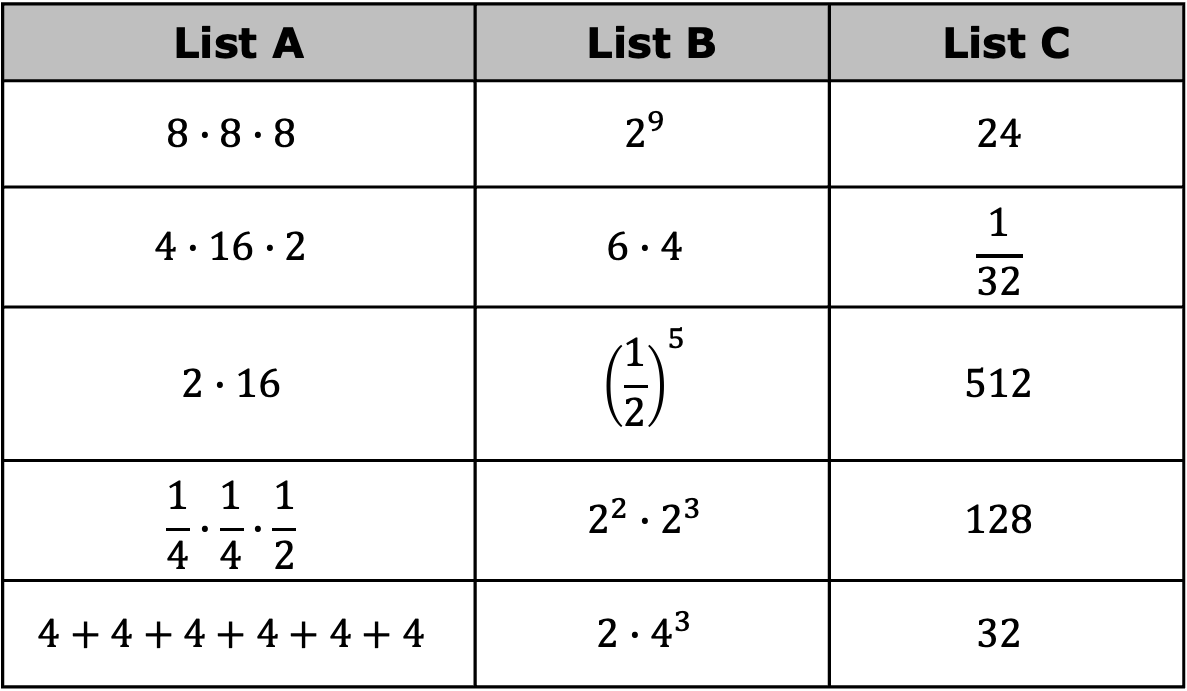 List A List B List C
8 · 8 · 8 2⁹ 24
4 · 16 · 2 6 · 4 1/32
2 · 16 (1/2)⁵ 512
1/4 · 1/4 · 1/2 2² · 2³ 128
4 + 4 + 4 + 4 + 4 + 4 2 · 4³ 32